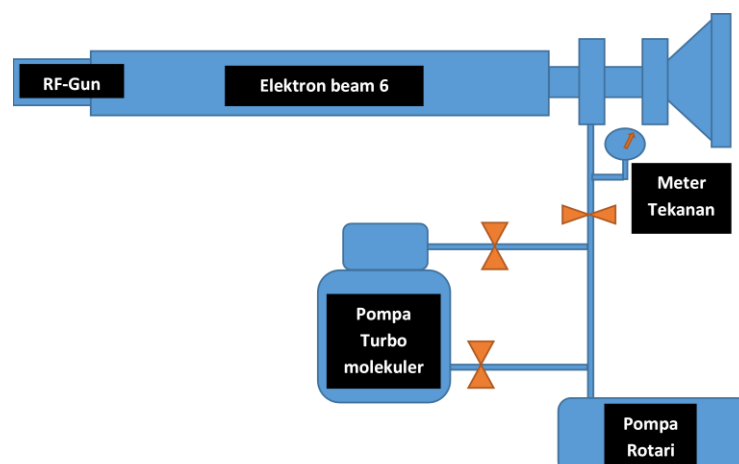 RF-Gun
Elektron beam 6
Meter
Tekanan
Pompa
Turbo
molekuler
Pompa
Rotari